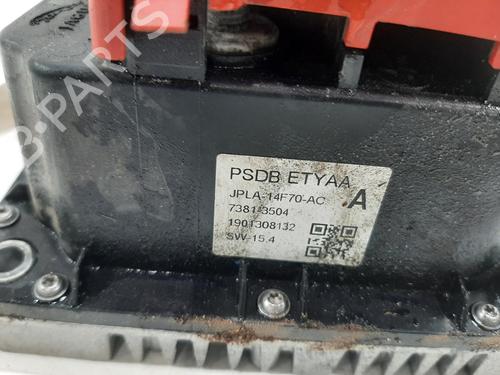 B-PARTS
PSDB ETYAA
A
JPLA-14F70-AC
7381-3504
1901308132
SW-15.4